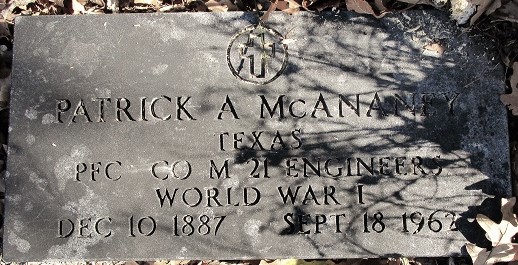 PATRICK A McANANEY
TEXAS
PFC CO M 21 ENGINEERS
WORLD WAR I
DEC 10 1887 SEPT 18 1962